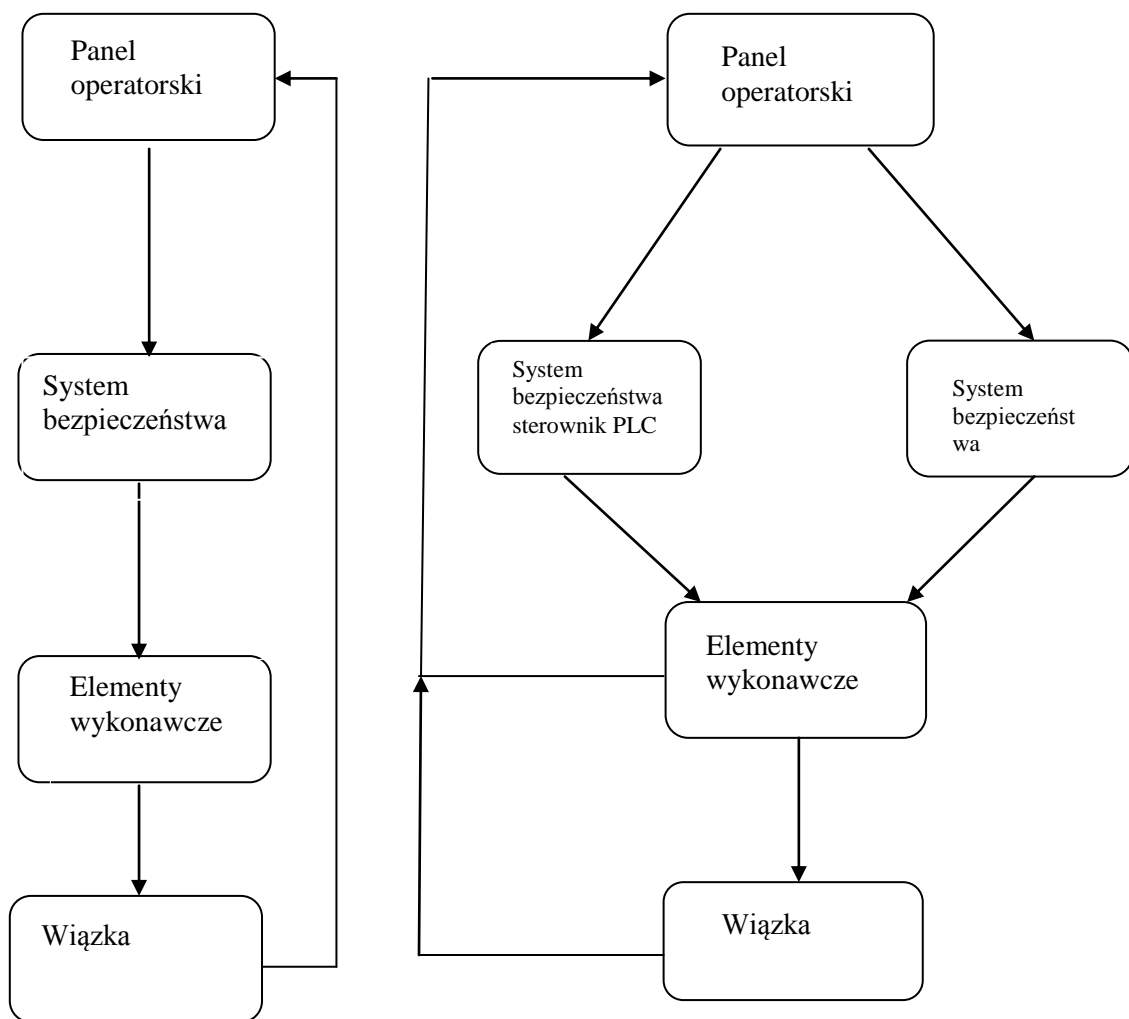 Panel
operatorski
System
bezpieczeństwa
Elementy
wykonawcze
Wiązka
Panel
operatorski
System
bezpieczeństwa
sterownik PLC
System
bezpieczeńst
wa
Elementy
wykonawcze
Wiązka